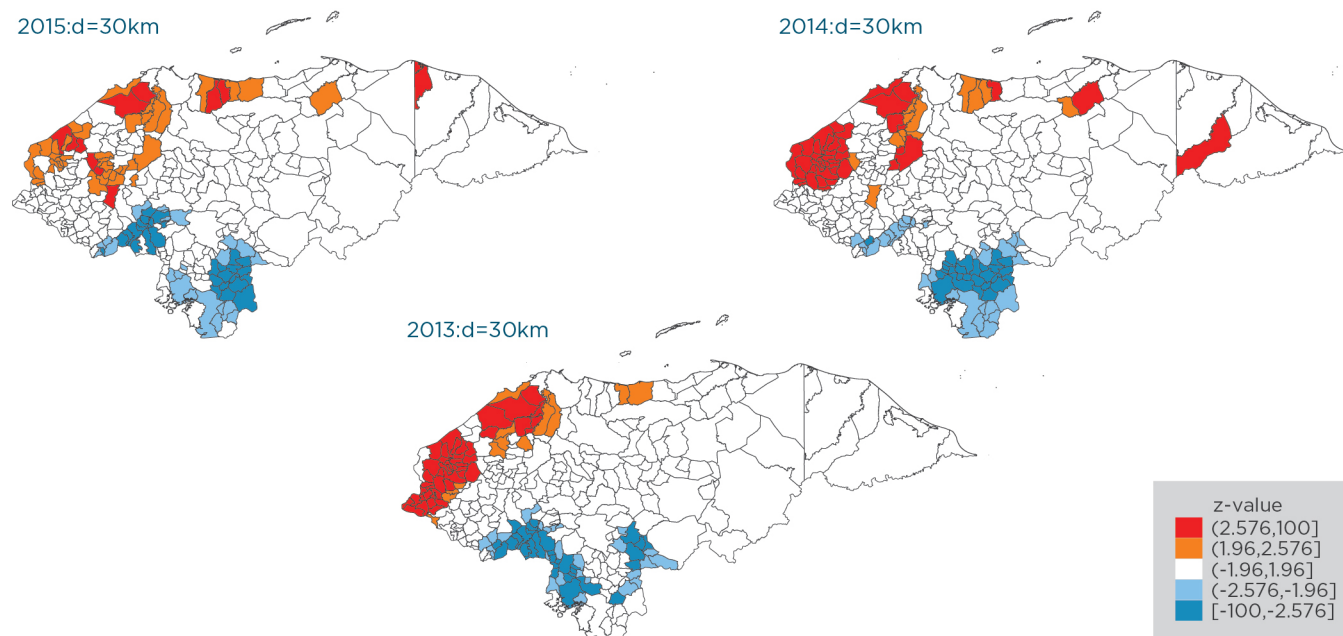 2015:d=30km
2014:d=30km
2013:d=30km
z-value
(2.576,100]
(1.96,2.576]
(-1.96,1.96]
(-2.576,-1.96]
[-100,-2.576]